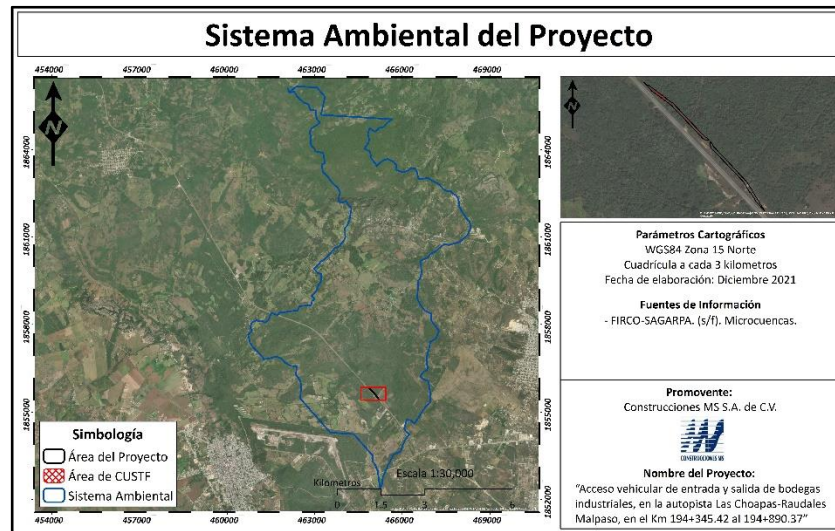 Sistema Ambiental del Proyecto
454000 457000 460000 463000 466000 469000
N
1864000
1861000
1858000
1855000
1852000
Simbología
Área del Proyecto
Área de CUSTF
Sistema Ambiental
Kilometros
Escala 1:30,000
1.5
Parámetros Cartográficos
WGS84 Zona 15 Norte
Cuadrícula a cada 3 kilometros
Fecha de elaboración: Diciembre 2021
Fuentes de Información
- FIRCO-SAGARPA. (s/f). Microcuencas.
Promovente:
Construcciones MS S.A. de C.V.
CONSTRUCCIONES MS
Nombre del Proyecto:
“Acceso vehicular de entrada y salida de bodegas
industriales, en la autopista Las Choapas-Raudales
Malpaso, en el Km 194+345.42 al 194+890.37”